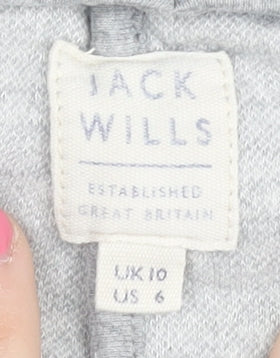 JACK
WILLS
ESTABLISHED
GREAT BRITAIN
UK 10
US 6